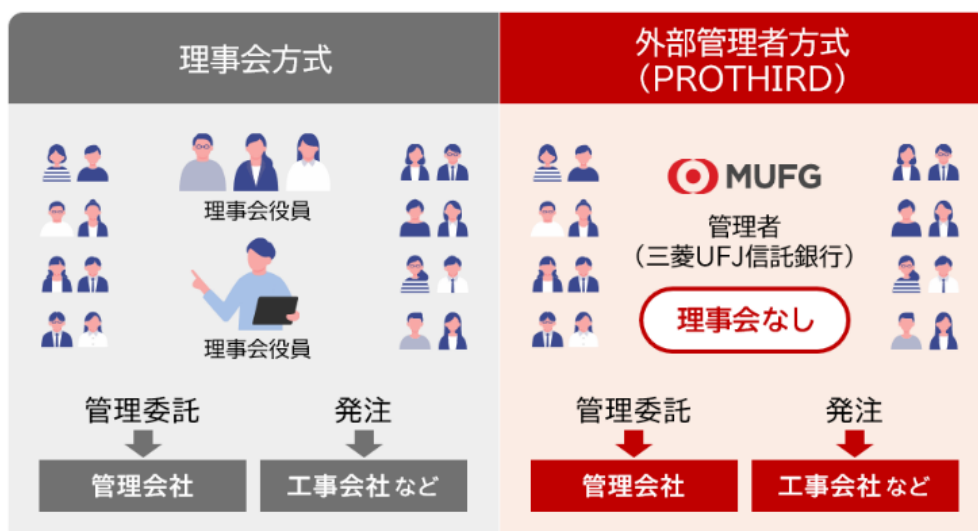 理事会方式
外部管理者方式
(PROTHIRD)
理事会役員
理事会役員
管理委託
発注
管理会社
工事会社など
MUFG
管理者
(三菱UFJ信託銀行)
理事会なし
管理委託
発注
管理会社
工事会社など